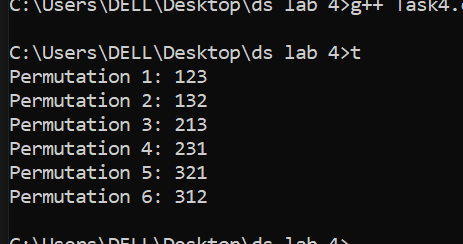 C:\Users\DELL\Desktop\ds lab 4>g++ Task4.
C:\Users\DELL\Desktop\ds lab 4>t
Permutation 1: 123
Permutation 2: 132
Permutation 3: 213
Permutation 4: 231
Permutation 5: 321
Permutation 6: 312
C:\Users\DELL\Desktop\ds lab 4>